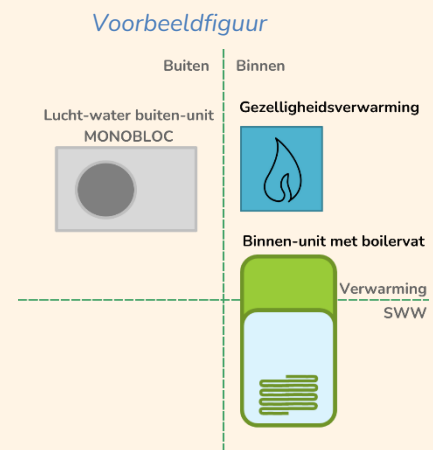 Voorbeeldfiguur
Buiten
Binnen
Lucht-water buiten-unit
MONOBLOC
Gezelligheidsverwarming
Binnen-unit met boilervat
Verwarming
SWW